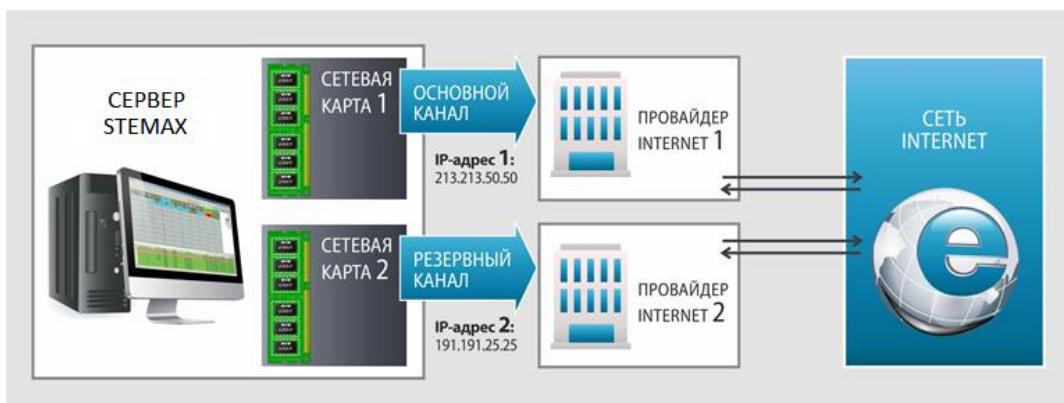 СЕРВЕР
STEMAX
СЕТЕВАЯ
КАРТА 1
ОСНОВНОЙ
КАНАЛ
IP-адрес 1:
213.213.50.50
ПРОВАЙДЕР
INTERNET 1
СЕТЬ
INTERNET
СЕТЕВАЯ
КАРТА 2
РЕЗЕРВНЫЙ
КАНАЛ
IP-адрес 2:
191.191.25.25
ПРОВАЙДЕР
INTERNET 2